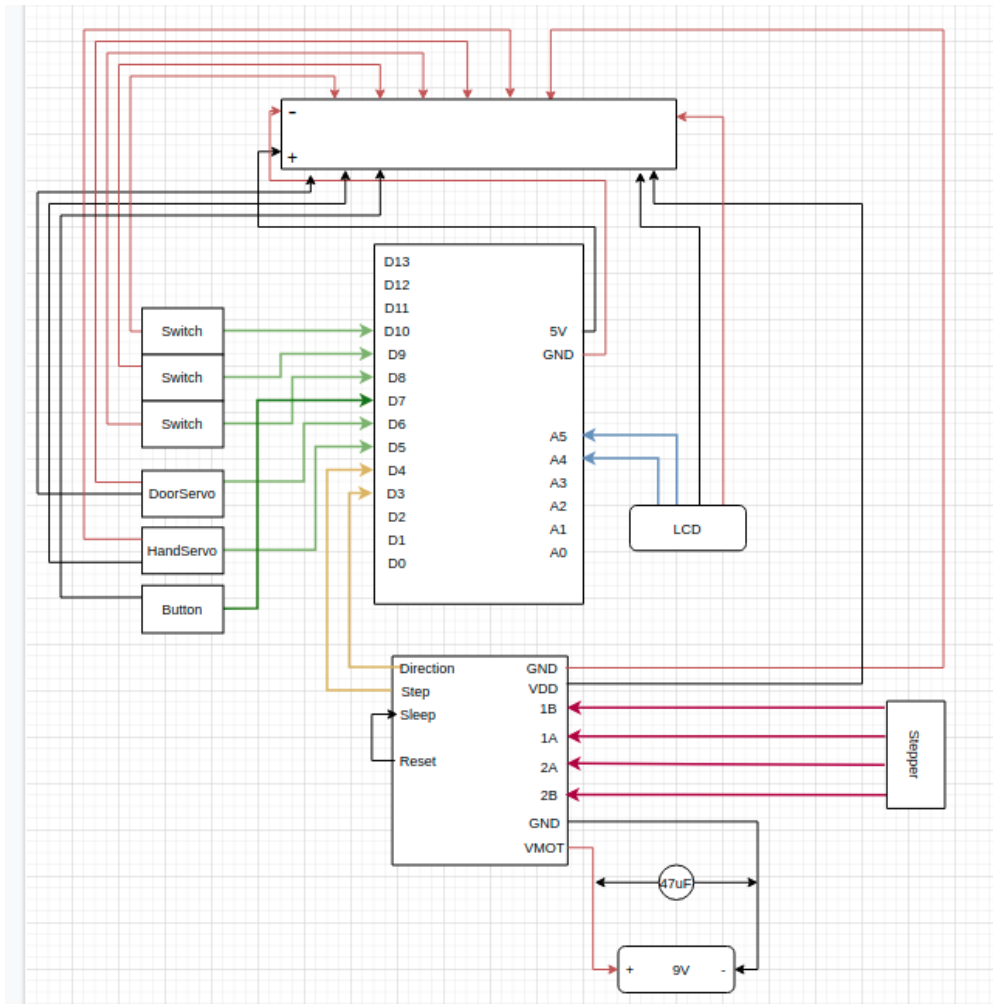 -
+
D13
D12
D11
D10
D9
D8
D7
D6
D5
D4
D3
D2
D1
D0
5V
GND
A5
A4
A3
A2
A1
A0
Switch
Switch
Switch
DoorServo
HandServo
Button
LCD
Direction
Step
Sleep
Reset
GND
VDD
1B
1A
2A
2B
GND
VMOT
Stepper
47uF
+ 9V -